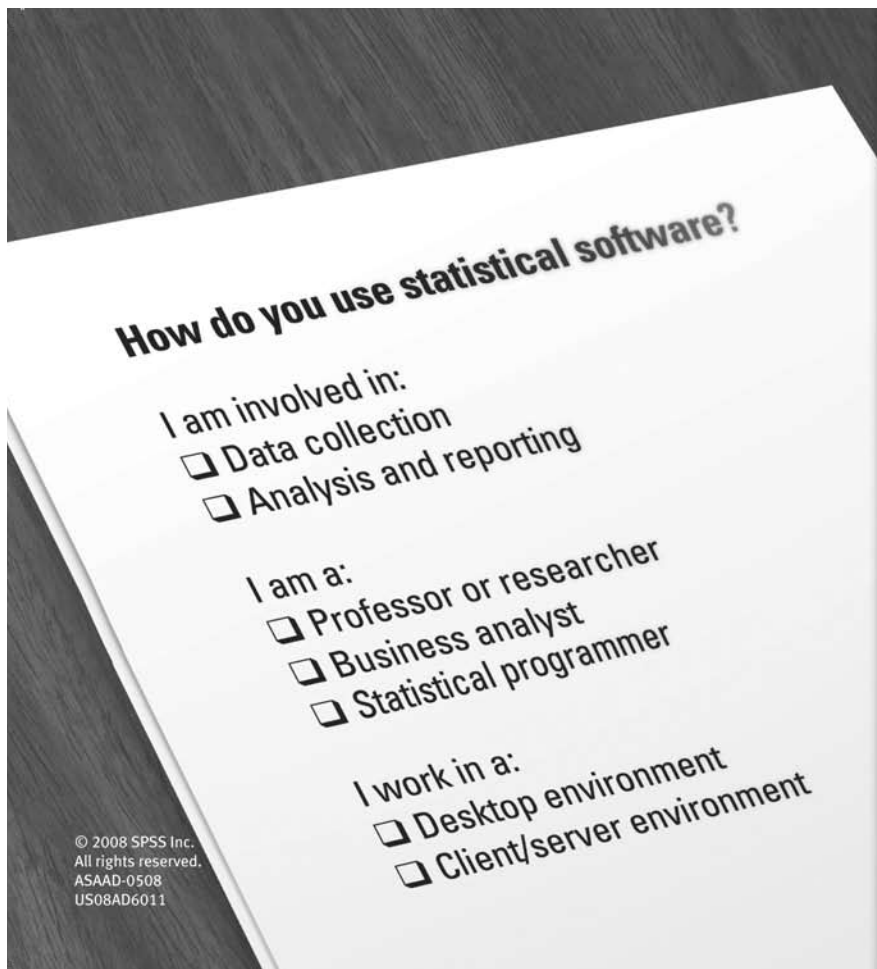 How do you use statistical software?
I am involved in:
❑ Data collection
❑ Analysis and reporting
I am a:
❑ Professor or researcher
❑ Business analyst
❑ Statistical programmer
I work in a:
❑ Desktop environment
❑ Client/server environment
© 2008 SPSS Inc.
All rights reserved.
ASAAD-0508
US08AD6011